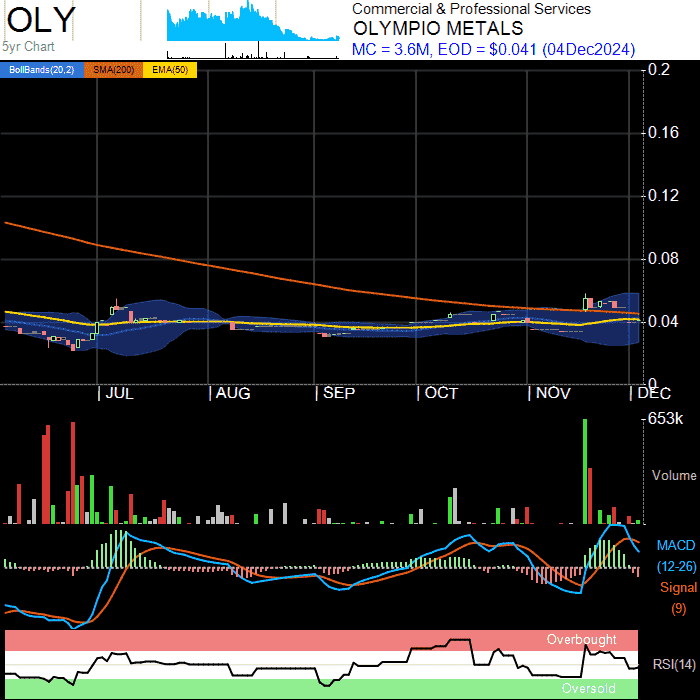 OLY
5yr Chart
Commercial & Professional Services
OLYMPIO METALS
MC = 3.6M, EOD = $0.041 (04Dec2024)
BollBands(20,2) SMA(200) EMA(50)
0.2
0.16
0.12
0.08
0.04
0
JUL AUG SEP OCT NOV DEC
653k
Volume
MACD
(12-26)
Signal
(9)
Overbought
RSI(14)
Oversold